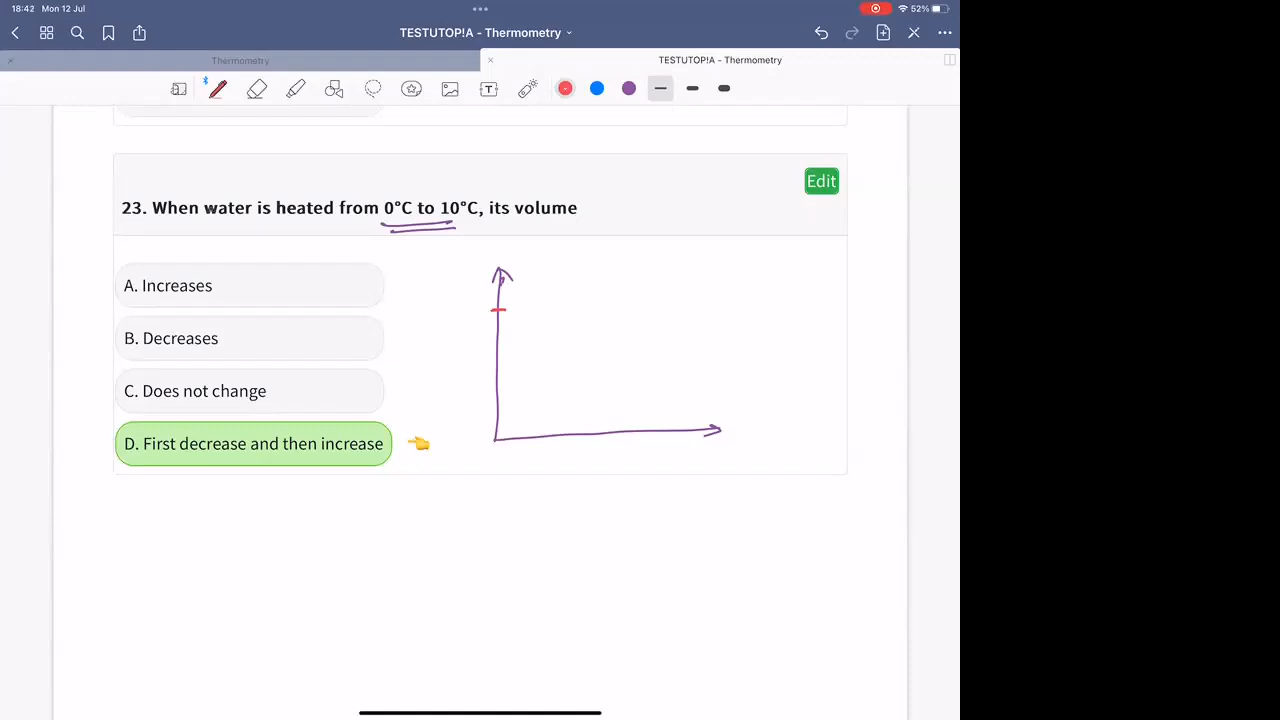 18:42 Mon 12 Jul
52%
TESTUTOP!A - Thermometry
Thermometry
TESTUTOP!A - Thermometry
T
Edit
23. When water is heated from 0°C to 10°C, its volume
A. Increases
B. Decreases
C. Does not change
D. First decrease and then increase